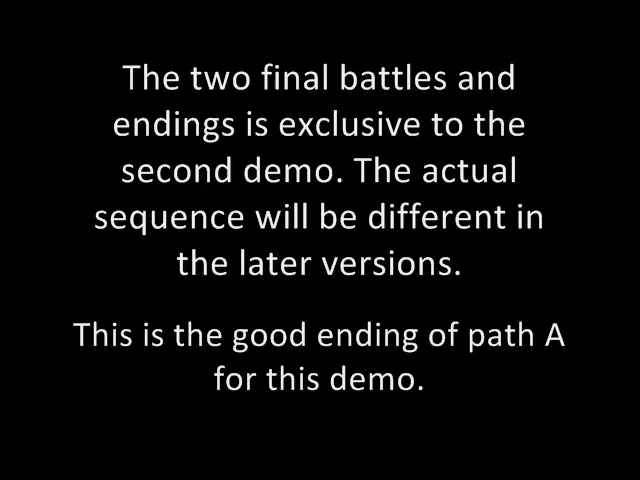 The two final battles and
endings is exclusive to the
second demo. The actual
sequence will be different in
the later versions.
This is the good ending of path A
for this demo.